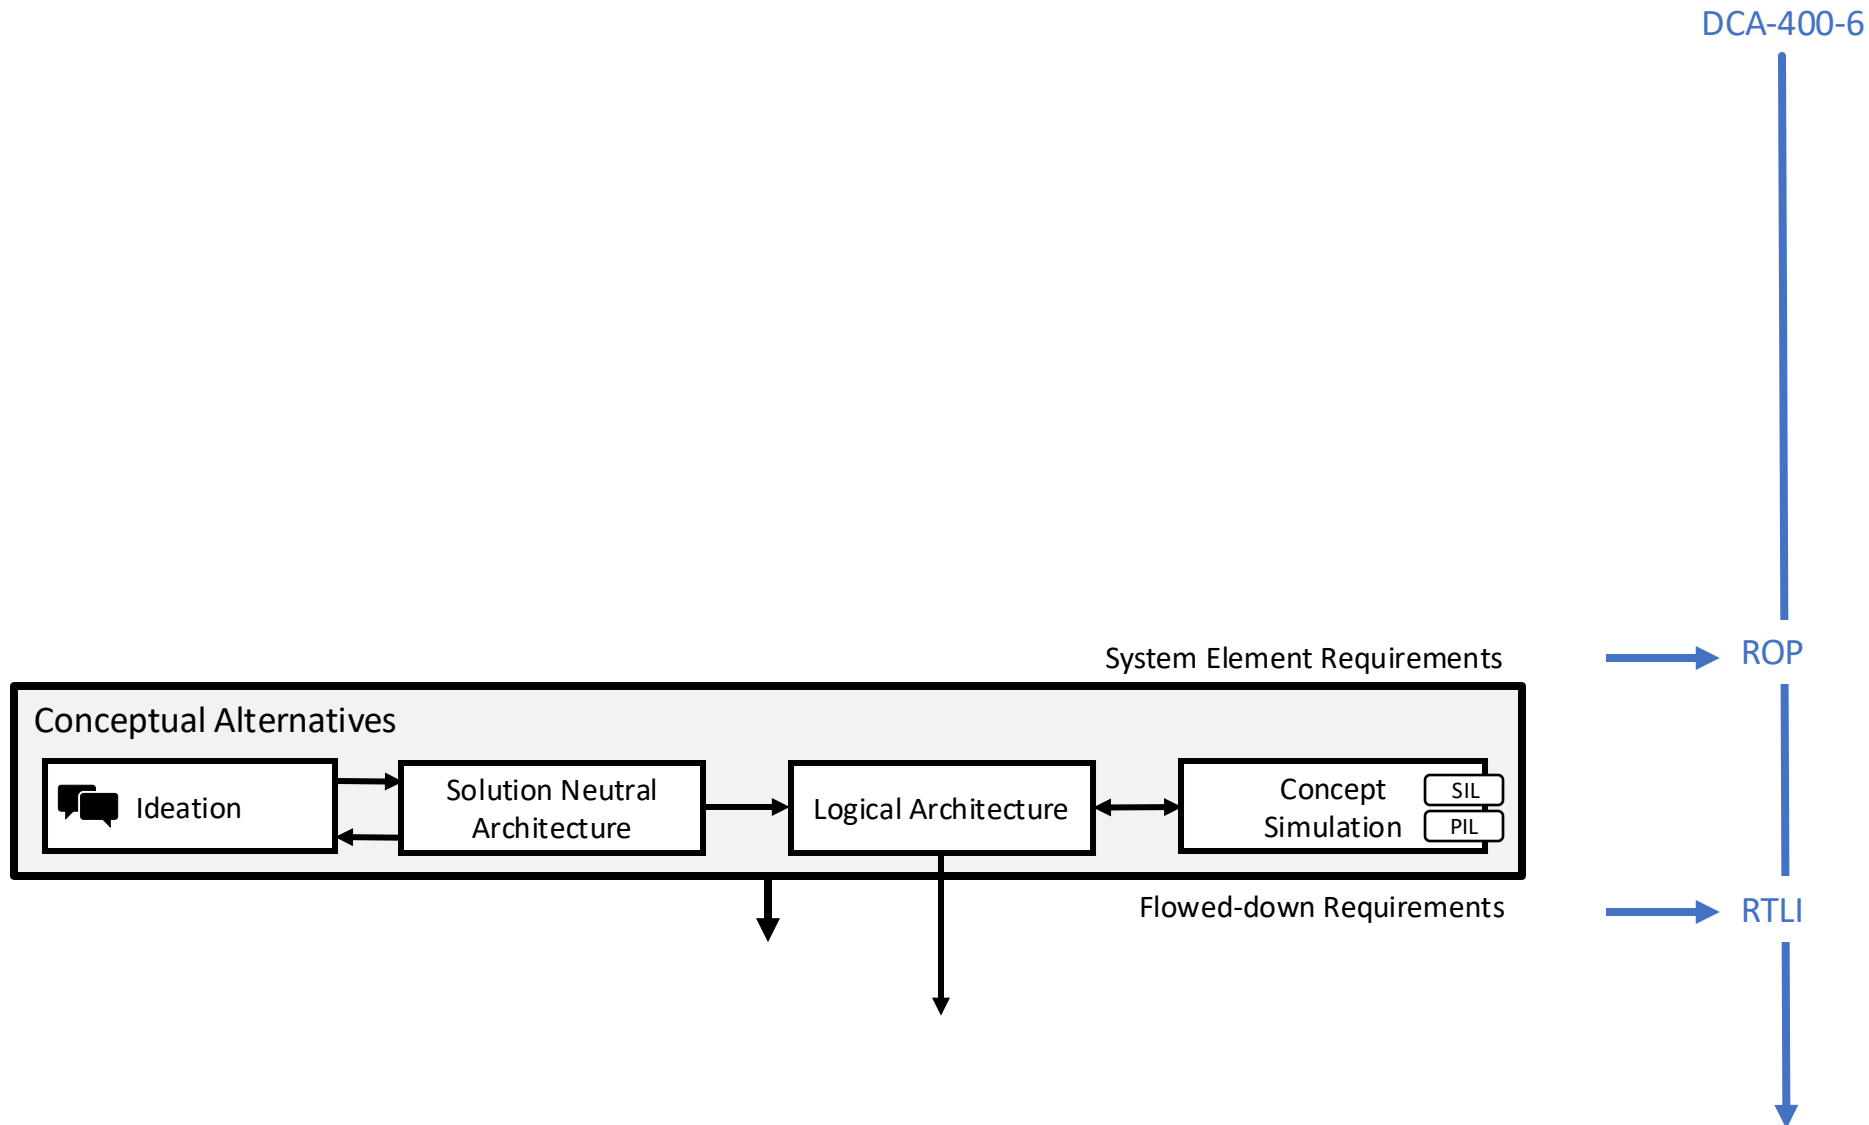 DCA-400-6
System Element Requirements
ROP
Conceptual Alternatives
Ideation
Solution Neutral
Architecture
Logical Architecture
Concept
Simulation
SIL
PIL
Flowed-down Requirements
RTLI